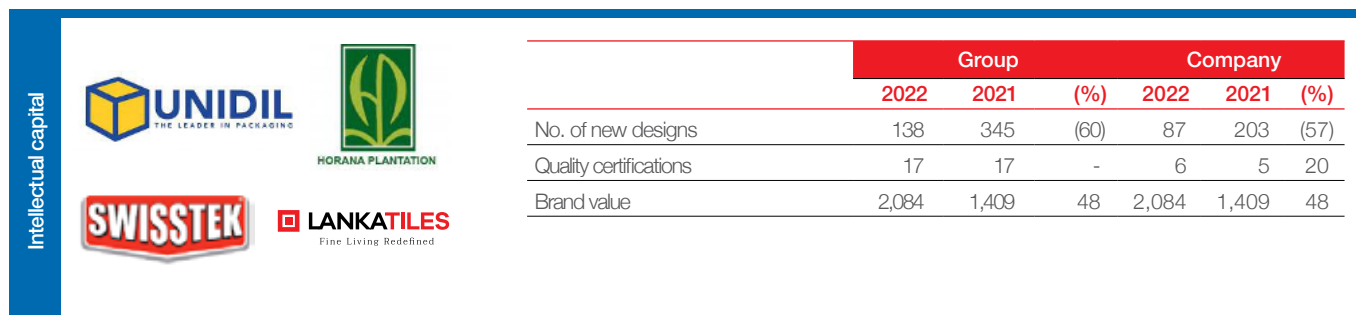 Intellectual capital
UNIDIL
THE LEADER IN PACKAGING
HORANA PLANTATION
SWISSTEK
LANKATILES
Fine Living Redefined
Group Company
2022 2021 (%) 2022 2021 (%)
No. of new designs 138 345 (60) 87 203 (57)
Quality certifications 17 17 - 6 5 20
Brand value 2,084 1,409 48 2,084 1,409 48